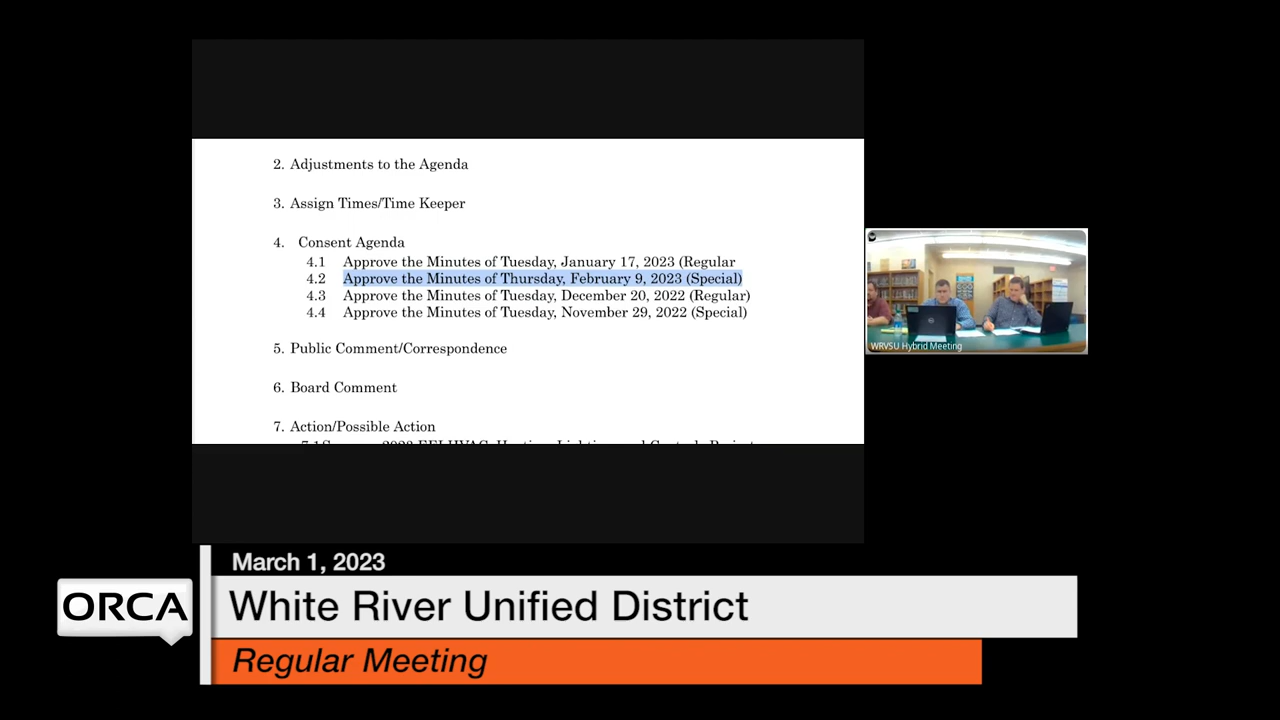 2. Adjustments to the Agenda
3. Assign Times/Time Keeper
4. Consent Agenda
4.1 Approve the Minutes of Tuesday, January 17, 2023 (Regular
4.2 Approve the Minutes of Thursday, February 9, 2023 (Special)
4.3 Approve the Minutes of Tuesday, December 20, 2022 (Regular)
4.4 Approve the Minutes of Tuesday, November 29, 2022 (Special)
5. Public Comment/Correspondence
6. Board Comment
7. Action/Possible Action
WRVSU Hybrid Meeting
March 1, 2023
ORCA
White River Unified District
Regular Meeting